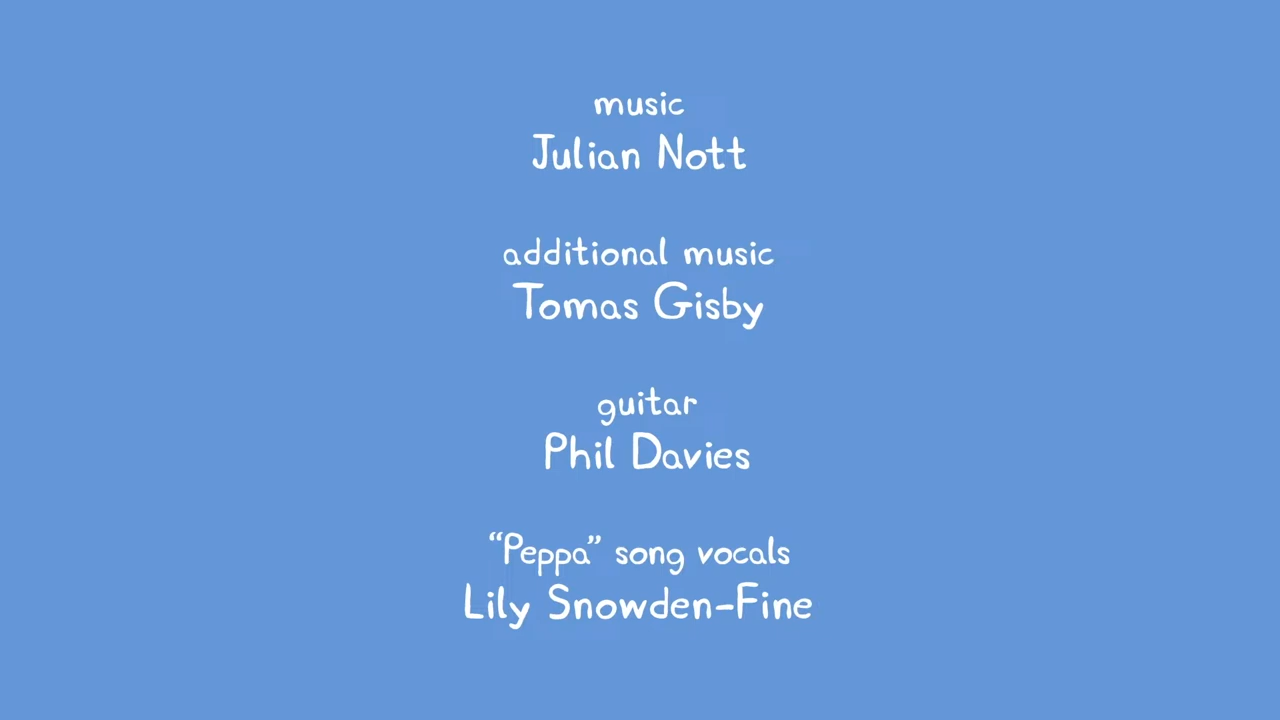 music
Julian Nott
additional music
Tomas Gisby
guitar
Phil Davies
“Peppa” song vocals
Lily Snowden-Fine